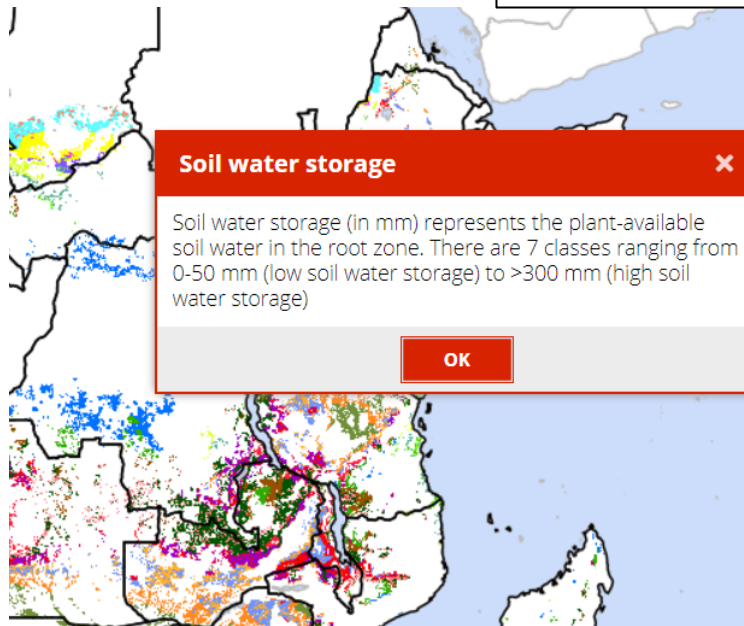 Soil water storage
Soil water storage (in mm) represents the plant-available
soil water in the root zone. There are 7 classes ranging from
0-50 mm (low soil water storage) to >300 mm (high soil
water storage)
OK